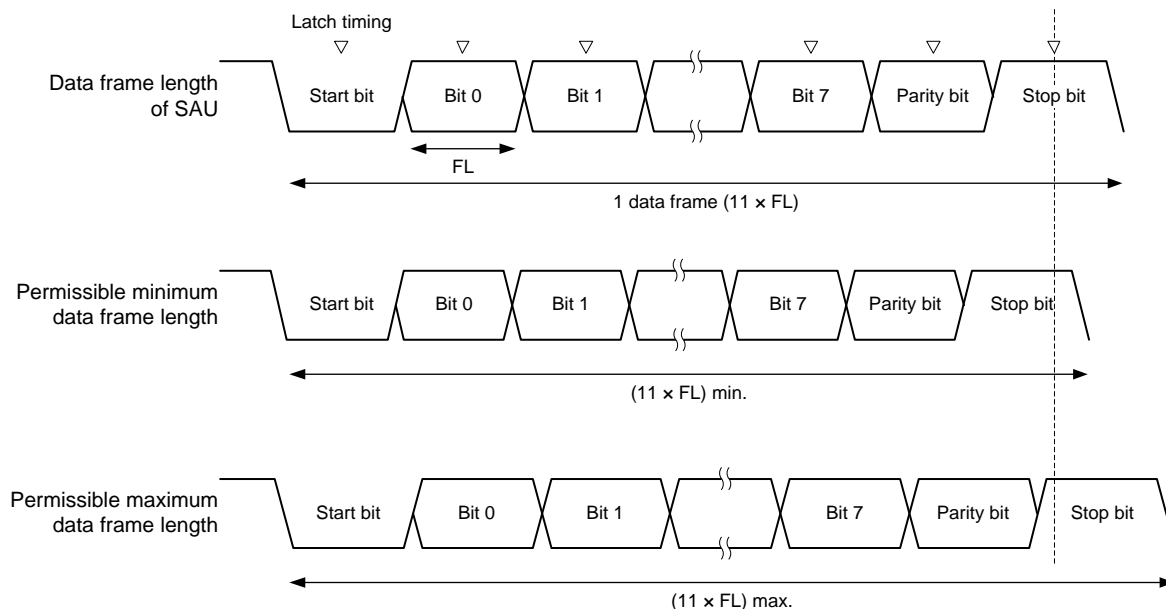 Latch timing
Data frame length
of SAU
Start bit
Bit 0
Bit 1
Bit 7
Parity bit
Stop bit
FL
1 data frame (11 × FL)
Permissible minimum
data frame length
Start bit
Bit 0
Bit 1
Bit 7
Parity bit
Stop bit
(11 × FL) min.
Permissible maximum
data frame length
Start bit
Bit 0
Bit 1
Bit 7
Parity bit
Stop bit
(11 × FL) max.